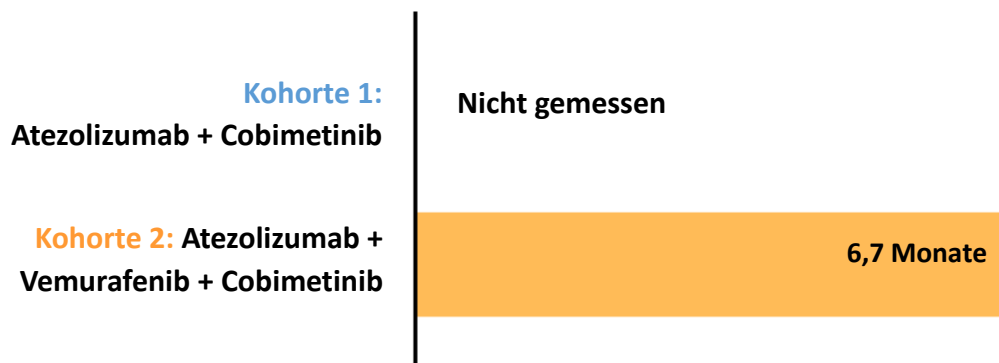 Kohorte 1:
Atezolizumab + Cobimetinib
Nicht gemessen
Kohorte 2: Atezolizumab +
Vemurafenib + Cobimetinib
6,7 Monate